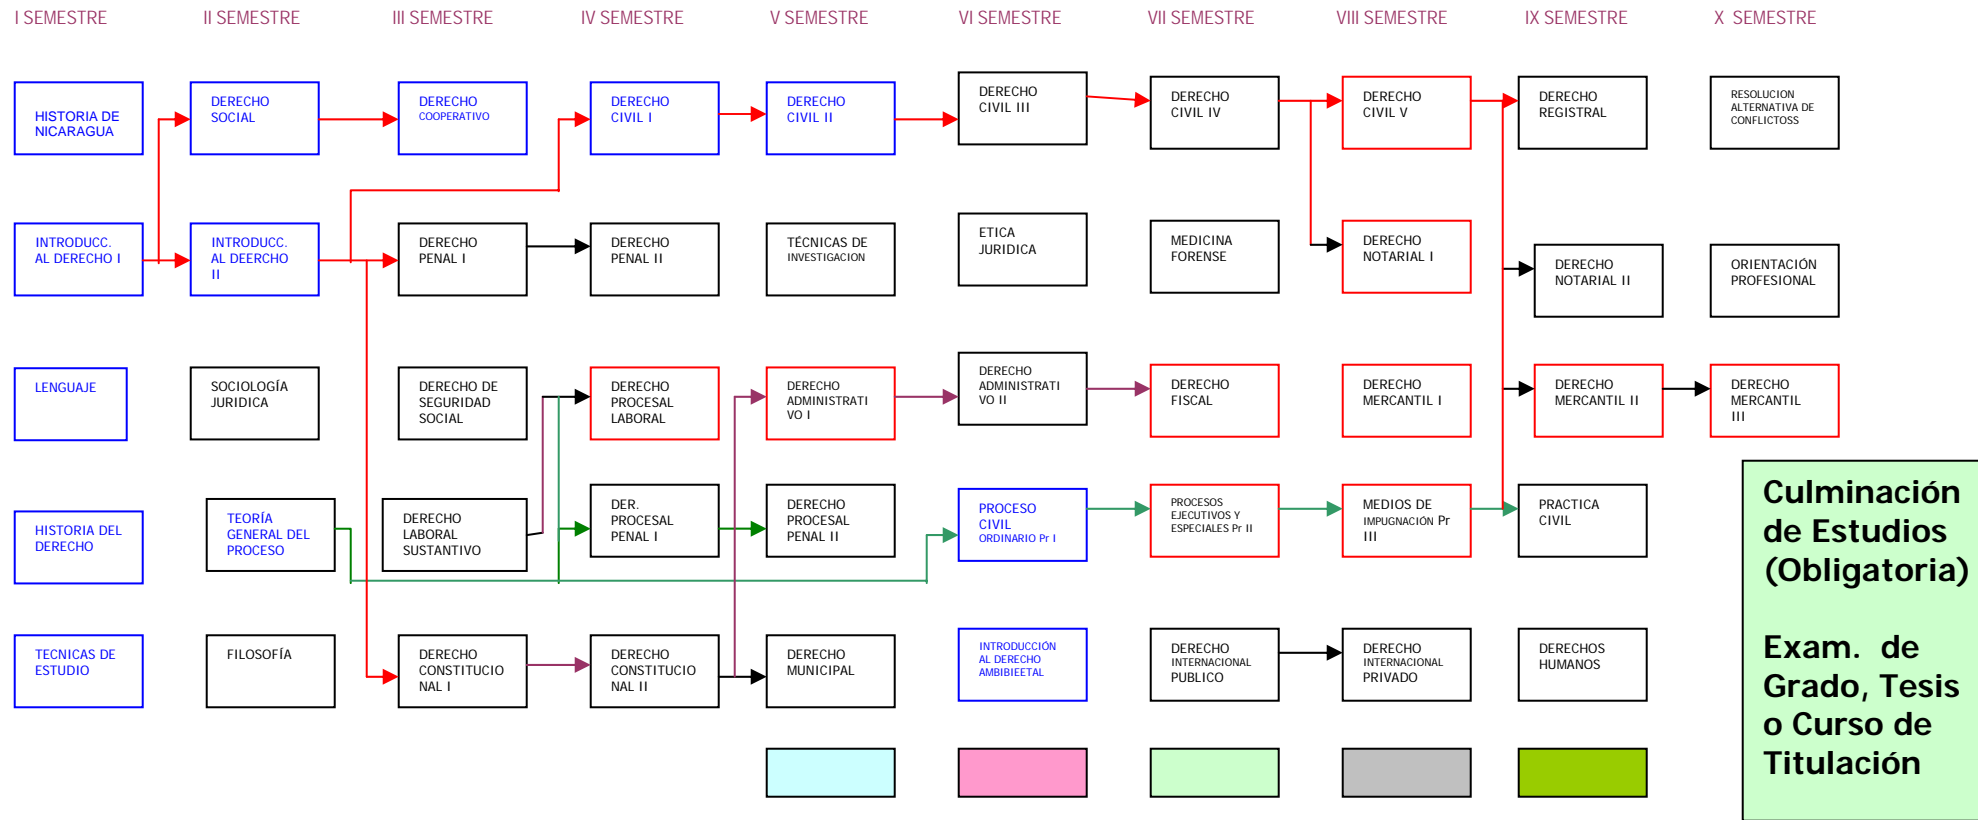 I SEMESTRE
II SEMESTRE
III SEMESTRE
IV SEMESTRE
V SEMESTRE
VI SEMESTRE
VII SEMESTRE
VIII SEMESTRE
IX SEMESTRE
X SEMESTRE
HISTORIA DE
NICARAGUA
DERECHO
SOCIAL
DERECHO
COOPERATIVO
DERECHO
CIVIL I
DERECHO
CIVIL II
DERECHO
CIVIL III
DERECHO
CIVIL IV
DERECHO
CIVIL V
DERECHO
REGISTRAL
RESOLUCION
ALTERNATIVA DE
CONFLICTOSS
INTRODUCC.
AL DERECHO I
INTRODUCC.
AL DEERCHO
II
DERECHO
PENAL I
DERECHO
PENAL II
TÉCNICAS DE
INVESTIGACION
ETICA
JURIDICA
MEDICINA
FORENSE
DERECHO
NOTARIAL I
DERECHO
NOTARIAL II
ORIENTACIÓN
PROFESIONAL
LENGUAJE
SOCIOLOGÍA
JURIDICA
DERECHO DE
SEGURIDAD
SOCIAL
DERECHO
PROCESAL
LABORAL
DERECHO
ADMINISTRATI
VO I
DERECHO
ADMINISTRATI
VO II
DERECHO
FISCAL
DERECHO
MERCANTIL I
DERECHO
MERCANTIL II
DERECHO
MERCANTIL
III
HISTORIA DEL
DERECHO
TEORÍA
GENERAL DEL
PROCESO
DERECHO
LABORAL
SUSTANTIVO
DER.
PROCESAL
PENAL I
DERECHO
PROCESAL
PENAL II
PROCESO
CIVIL
ORDINARIO Pr I
PROCESOS
EJECUTIVOS Y
ESPECIALES Pr II
MEDIOS DE
IMPUGNACIÓN Pr
III
PRACTICA
CIVIL
TECNICAS DE
ESTUDIO
FILOSOFÍA
DERECHO
CONSTITUCIO
NAL I
DERECHO
CONSTITUCIO
NAL II
DERECHO
MUNICIPAL
INTRODUCCIÓN
AL DERECHO
AMBIBIEETAL
DERECHO
INTERNACIONAL
PUBLICO
DERECHO
INTERNACIONAL
PRIVADO
DERECHOS
HUMANOS
Culminación
de Estudios
(Obligatoria)
Exam. de
Grado, Tesis
o Curso de
Titulación